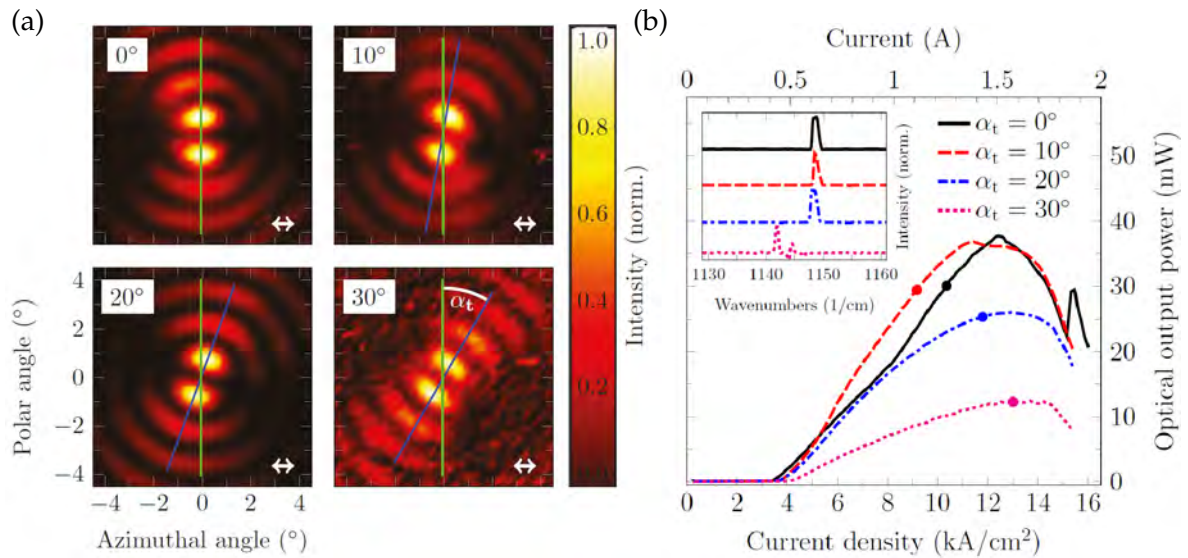 (a)
0°
10°
20°
30°
αt
4
2
0
−2
−4
−4 −2 0 2 4
Polar angle (°)
Azimuthal angle (°)
1.0
0.8
0.6
0.4
0.2
Intensity (norm.)
(b)
Current (A)
0 0.5 1 1.5 2
αt = 0°
αt = 10°
αt = 20°
αt = 30°
Intensity (norm.)
1130 1140 1150 1160
Wavenumbers (1/cm)
50
40
30
20
10
0
Optical output power (mW)
0 2 4 6 8 10 12 14 16
Current density (kA/cm²)